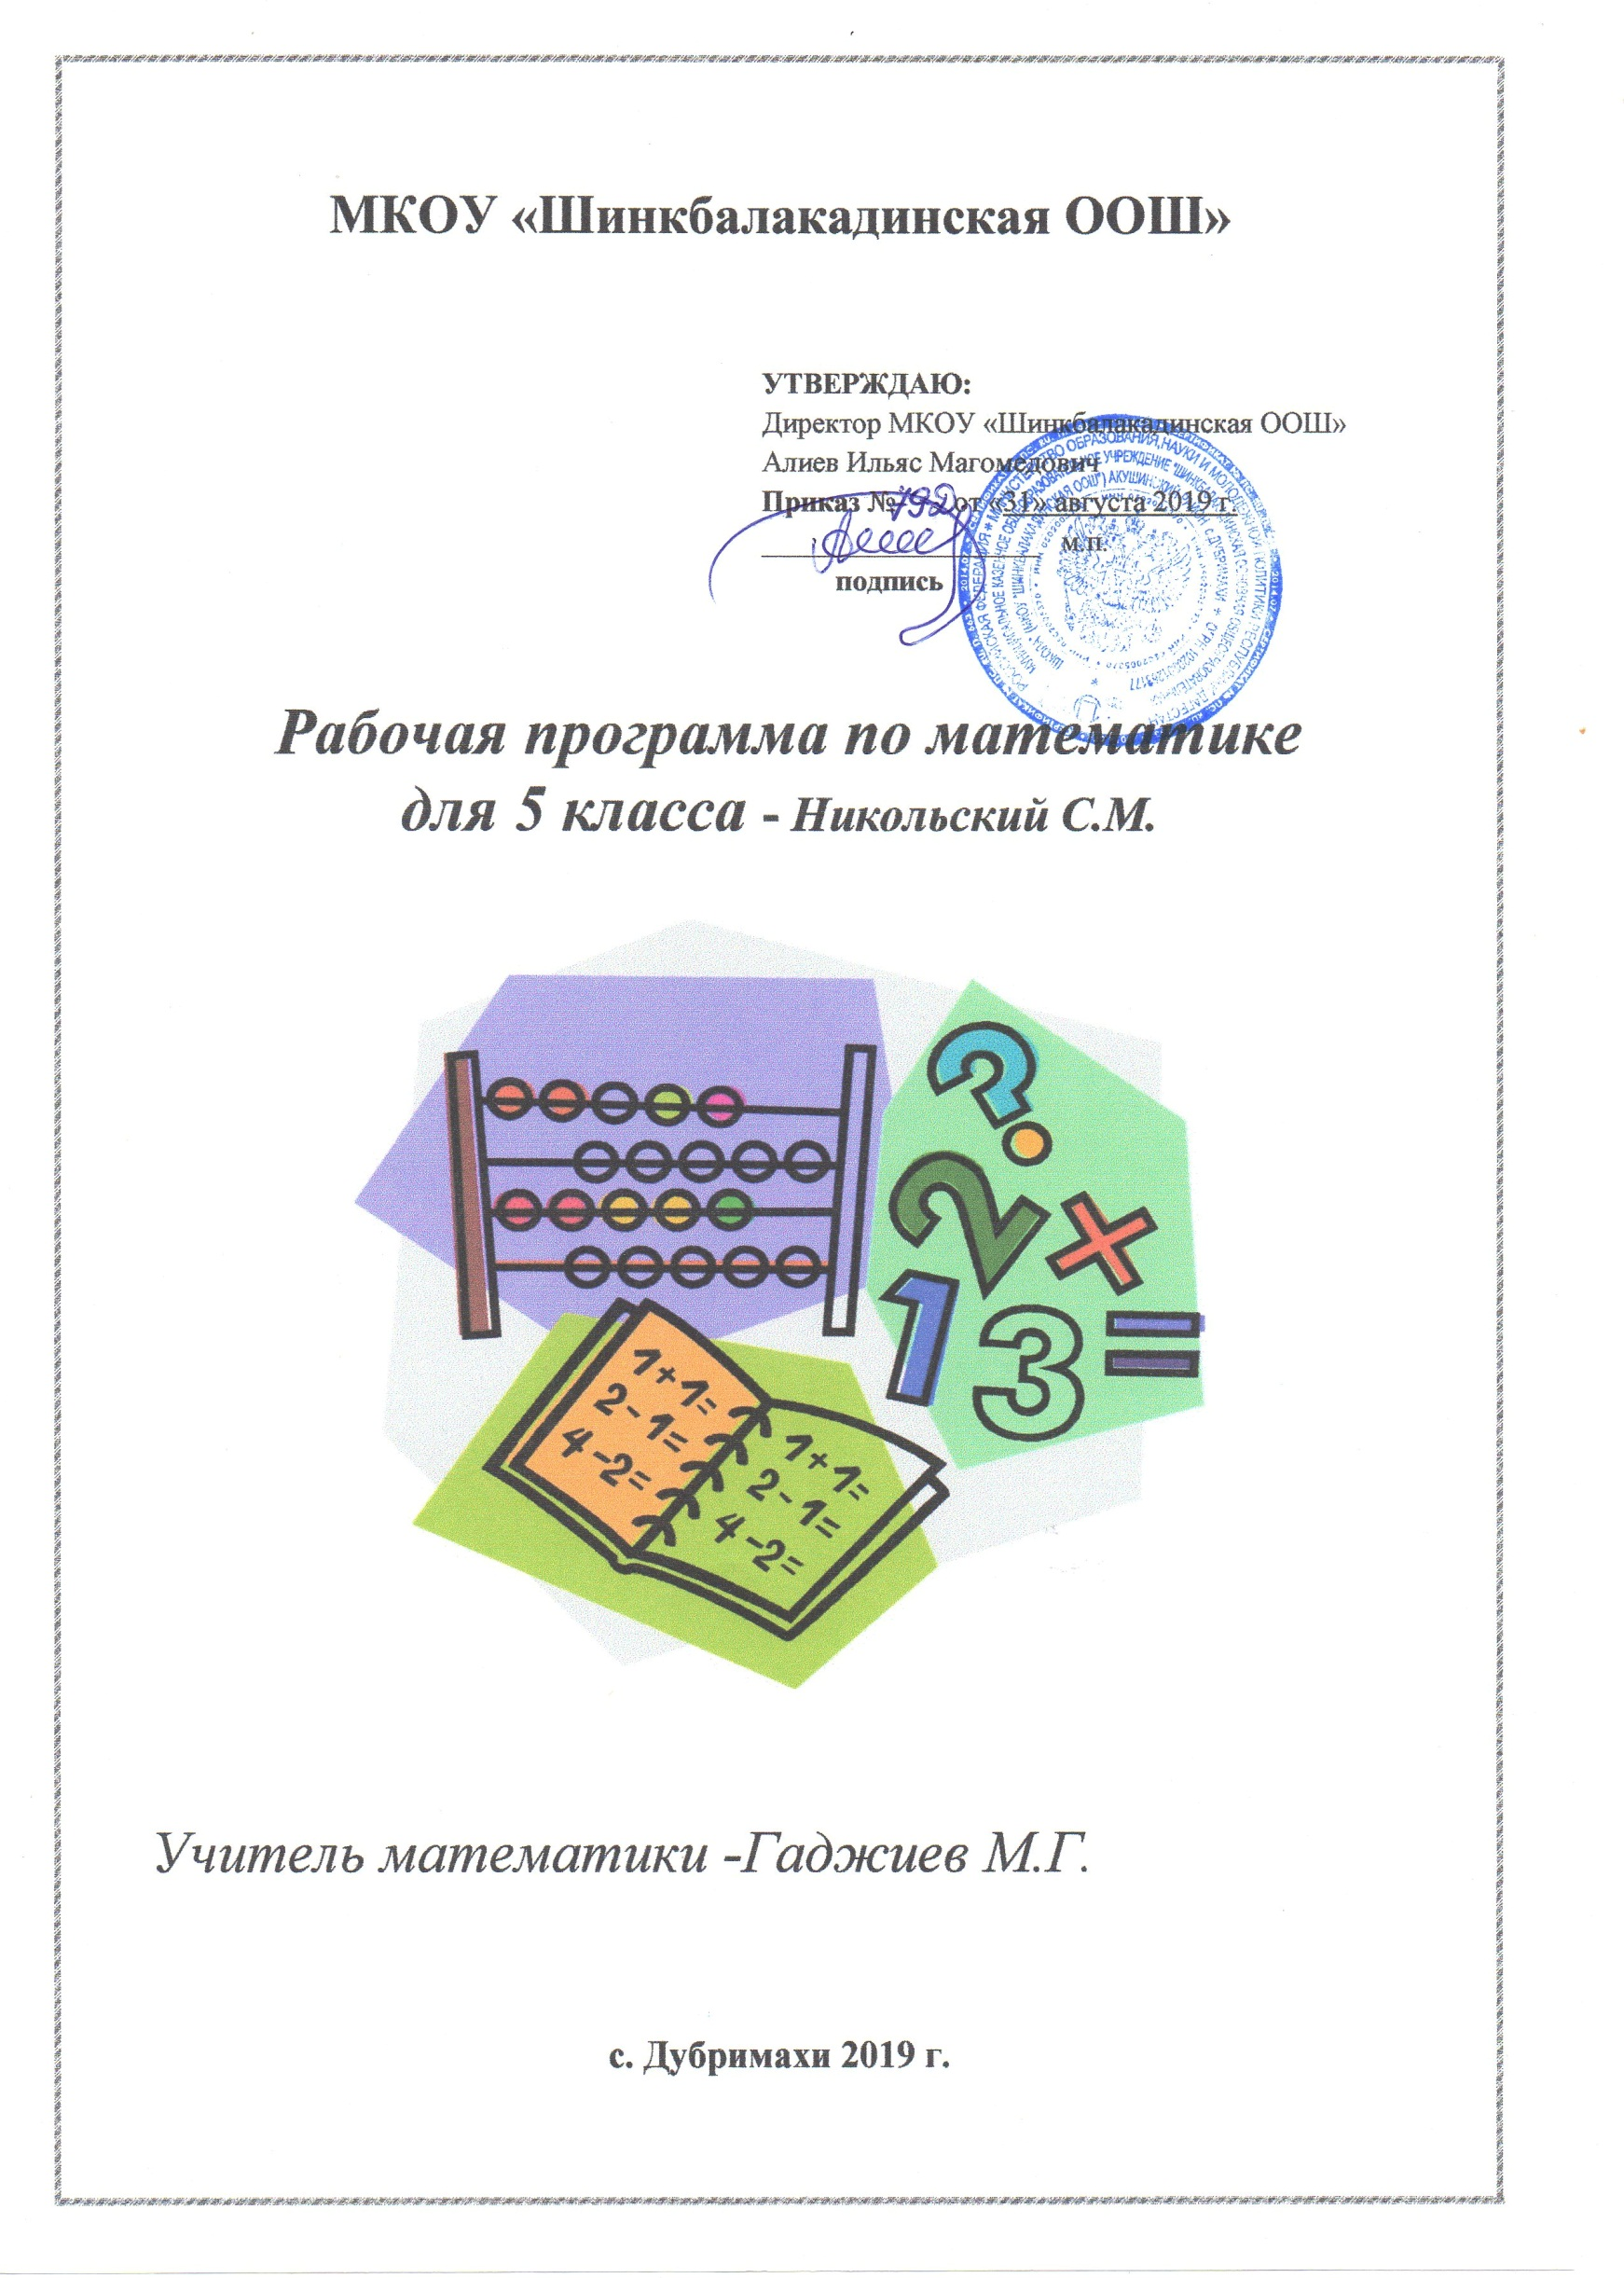 МКОУ «Шинкбалакадинская ООШ»
УТВЕРЖДАЮ:
Директор МКОУ «Шинкбалакадинская ООШ»
Алиев Ильяс Магомедович
Приказ № 792 от «31» августа 2019 г.
М.П.
подпись
Рабочая программа по математике
для 5 класса - Никольский С.М.
?
2 ×
1 3 =
1+1=
2-1=
4-2=
1+1=
2-1=
4-2=
Учитель математики -Гаджиев М.Г.
с. Дубримахи 2019 г.